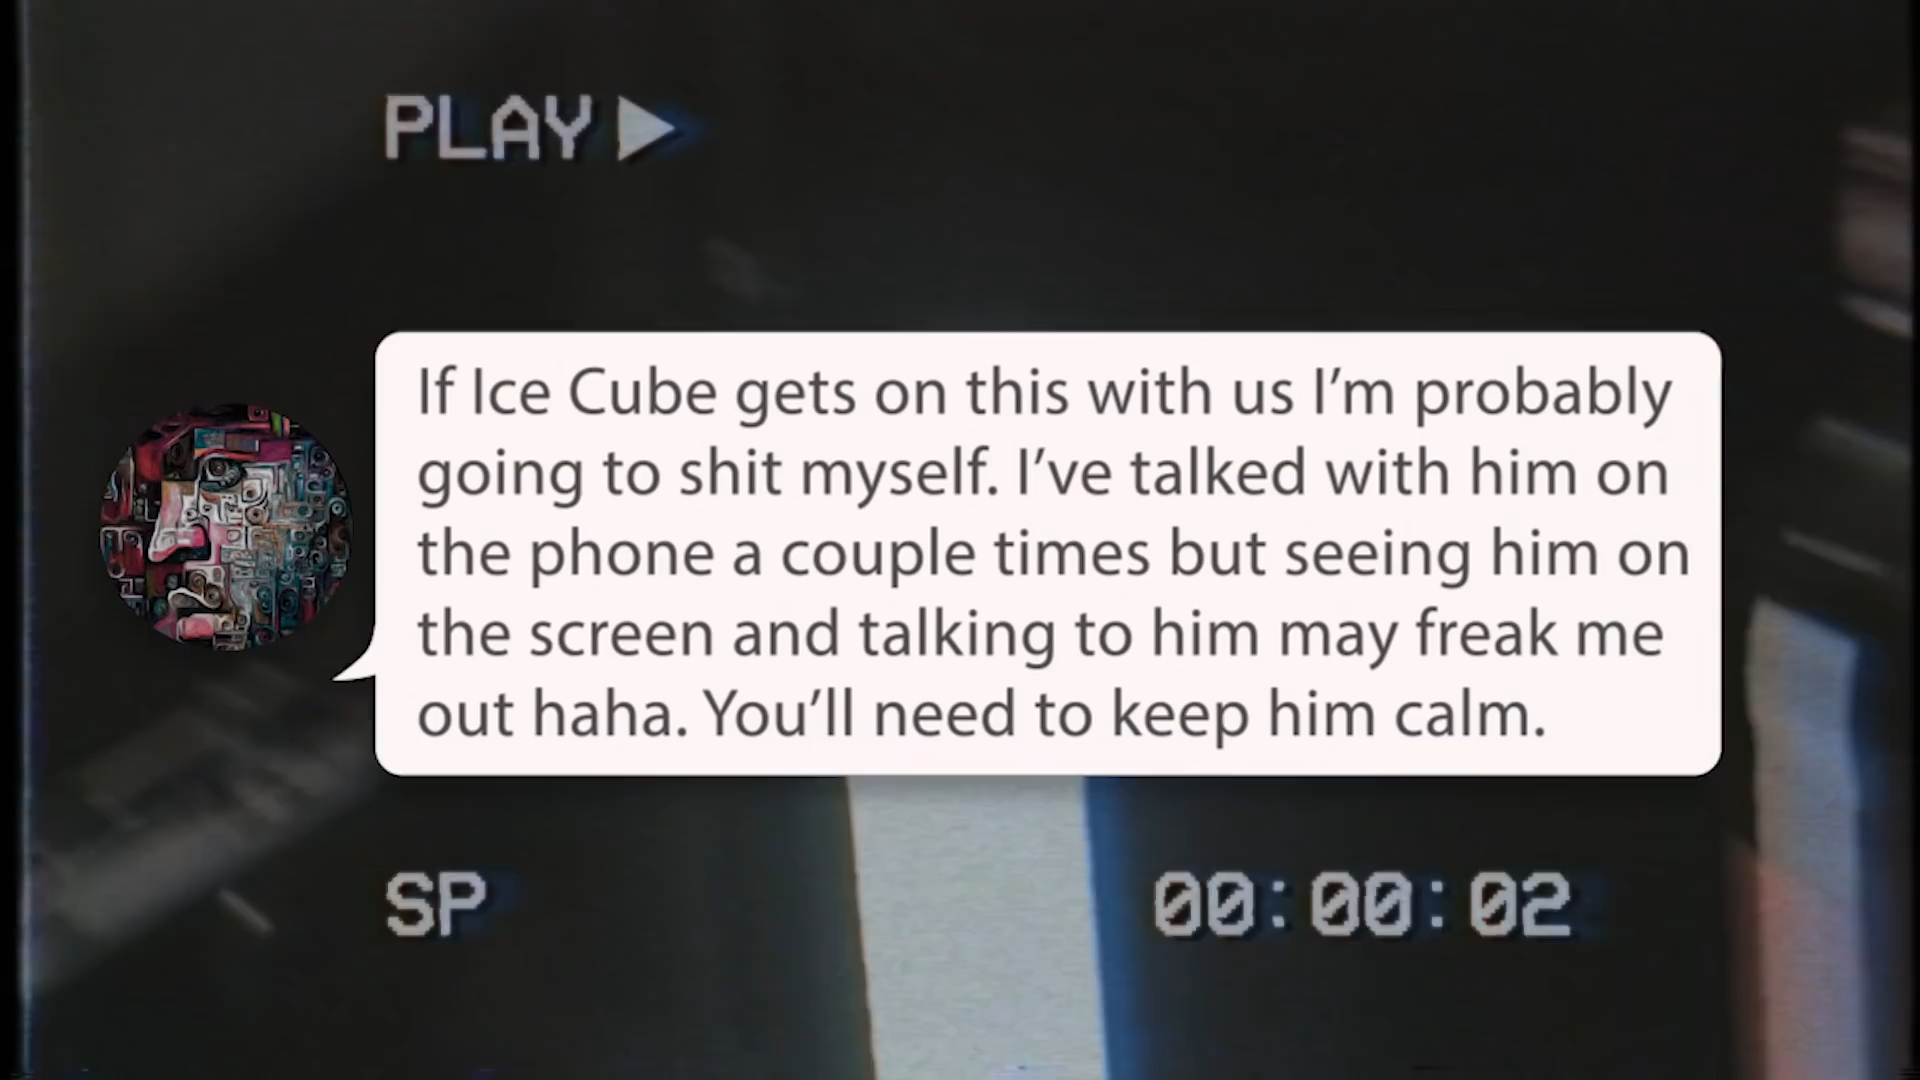 PLAY
If Ice Cube gets on this with us I’m probably
going to shit myself. I’ve talked with him on
the phone a couple times but seeing him on
the screen and talking to him may freak me
out haha. You’ll need to keep him calm.
SP 00:00:02